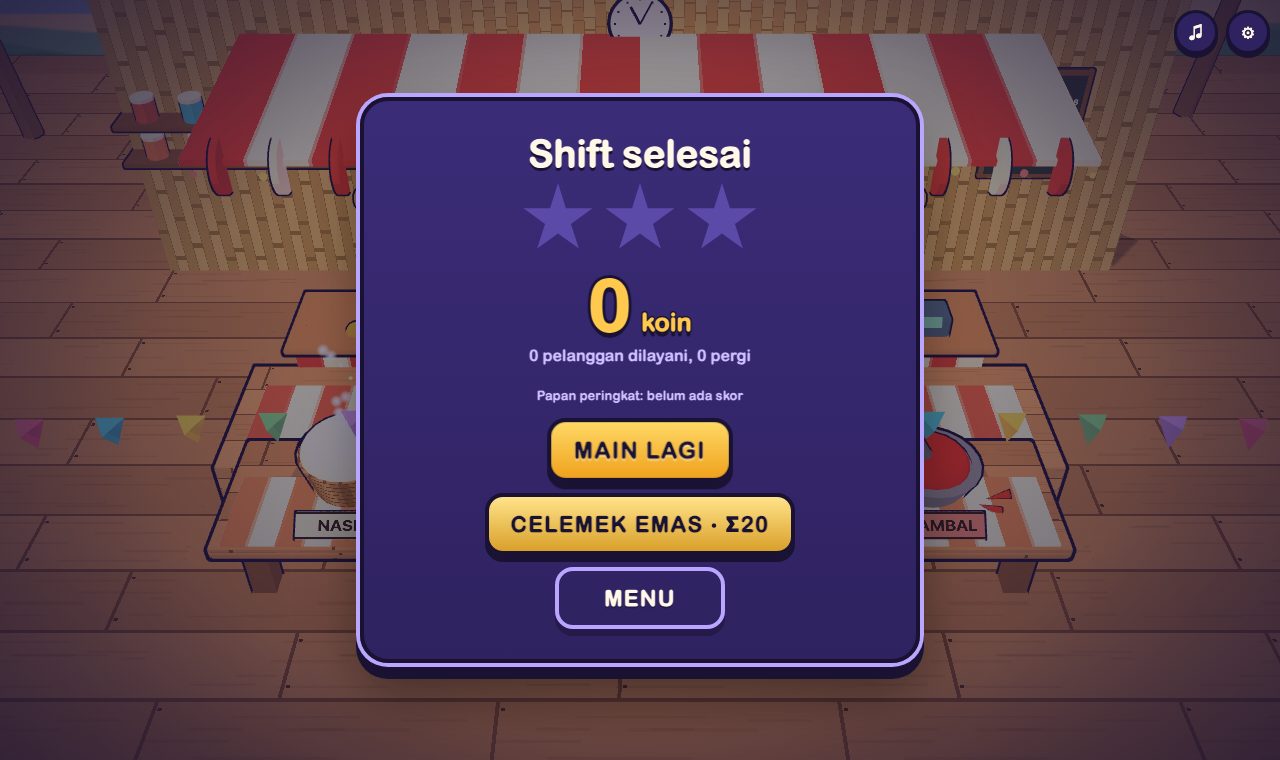 Shift selesai
0 koin
0 pelanggan dilayani, 0 pergi
Papan peringkat: belum ada skor
MAIN LAGI
CELEMEK EMAS · Σ20
MENU